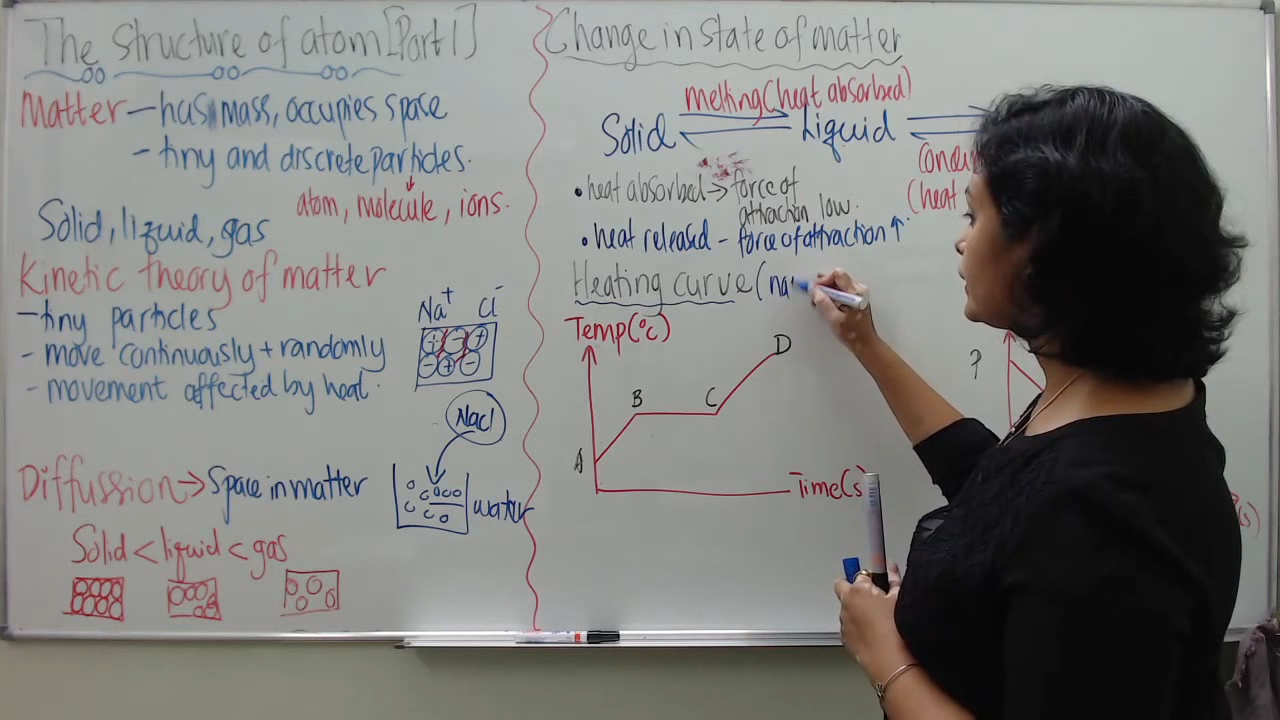 The Structure of atom [Part 1]
Matter - has mass, occupies space
- tiny and discrete particles.
atom, molecule, ions.
Solid, liquid, gas
Kinetic theory of matter
- tiny particles
- move continuously + randomly
- movement affected by heat.
Na+ Cl-
+ - +
- + -
NaCl
water
Diffussion → Space in matter
Solid < liquid < gas
Change in state of matter
Melting (heat absorbed)
Solid Liquid
(heat
• heat absorbed → force of
attraction low.
• heat released - force of attraction ↑
Heating curve (na
Temp (°C)
D
B C
A
Time (s)
(s)